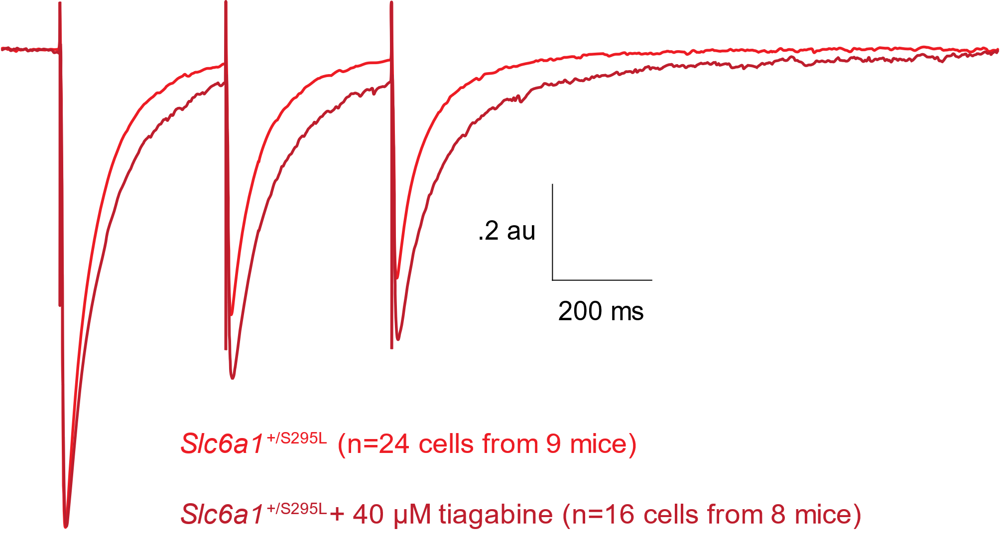 .2 au
200 ms
Slc6a1+/S295L (n=24 cells from 9 mice)
Slc6a1+/S295L + 40 µM tiagabine (n=16 cells from 8 mice)